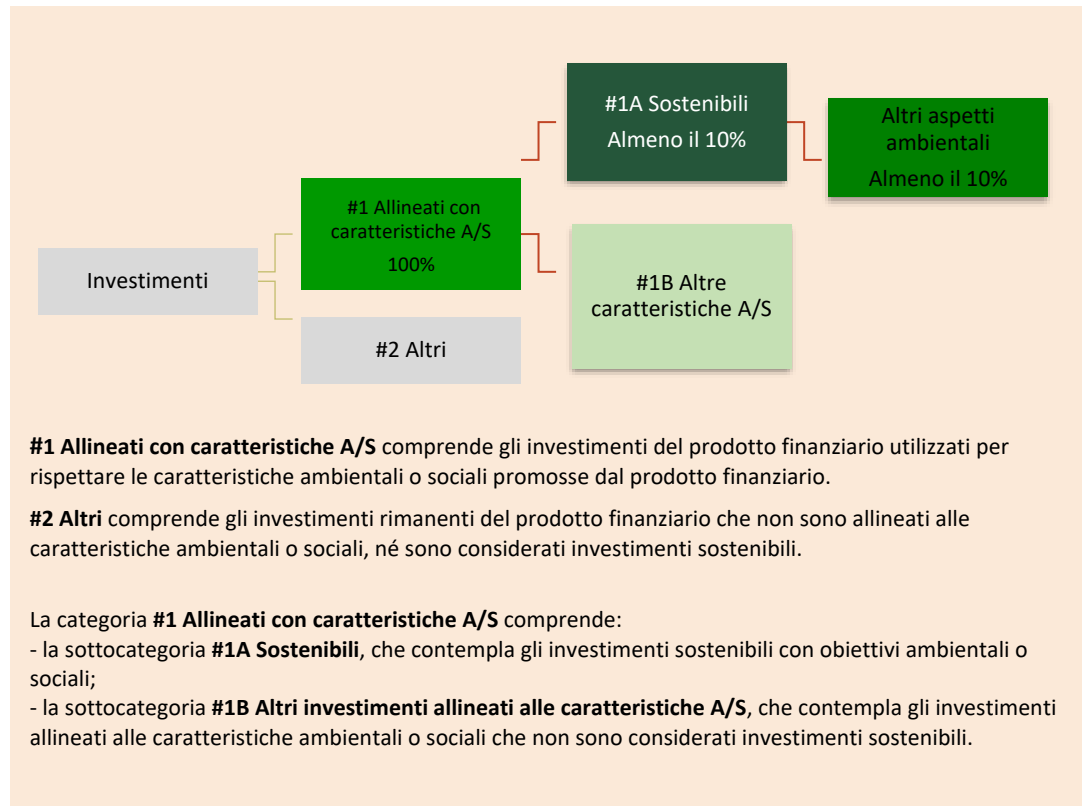 #1A Sostenibili
Almeno il 10%
Altri aspetti
ambientali
Almeno il 10%
#1 Allineati con
caratteristiche A/S
100%
Investimenti
#1B Altre
caratteristiche A/S
#2 Altri
#1 Allineati con caratteristiche A/S comprende gli investimenti del prodotto finanziario utilizzati per
rispettare le caratteristiche ambientali o sociali promosse dal prodotto finanziario.
#2 Altri comprende gli investimenti rimanenti del prodotto finanziario che non sono allineati alle
caratteristiche ambientali o sociali, né sono considerati investimenti sostenibili.
La categoria #1 Allineati con caratteristiche A/S comprende:
- la sottocategoria #1A Sostenibili, che contempla gli investimenti sostenibili con obiettivi ambientali o
sociali;
- la sottocategoria #1B Altri investimenti allineati alle caratteristiche A/S, che contempla gli investimenti
allineati alle caratteristiche ambientali o sociali che non sono considerati investimenti sostenibili.